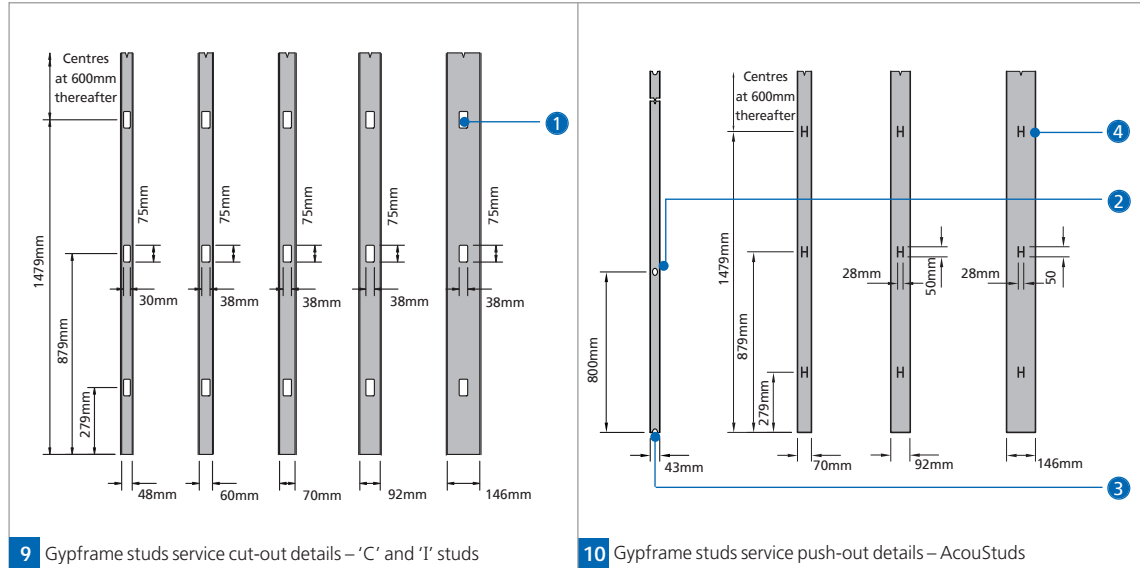 Centres
at 600mm
thereafter
1
75mm
75mm
75mm
75mm
75mm
1479mm
30mm
38mm
38mm
38mm
38mm
879mm
279mm
48mm
60mm
70mm
92mm
146mm
9 Gypframe studs service cut-out details – ‘C’ and ‘I’ studs
Centres
at 600mm
thereafter
H
H
H
4
2
1479mm
H
H
H
28mm
50mm
28mm
50
879mm
800mm
H
H
H
279mm
43mm
70mm
92mm
146mm
3
10 Gypframe studs service push-out details – AcouStuds